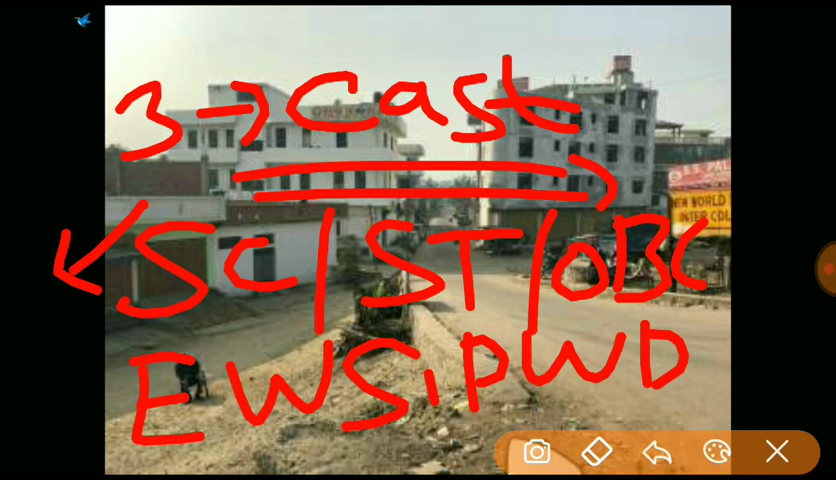 3→ Cast
SC/ST/OBC
EWS, PWD
NEW WORLD
INTER COL